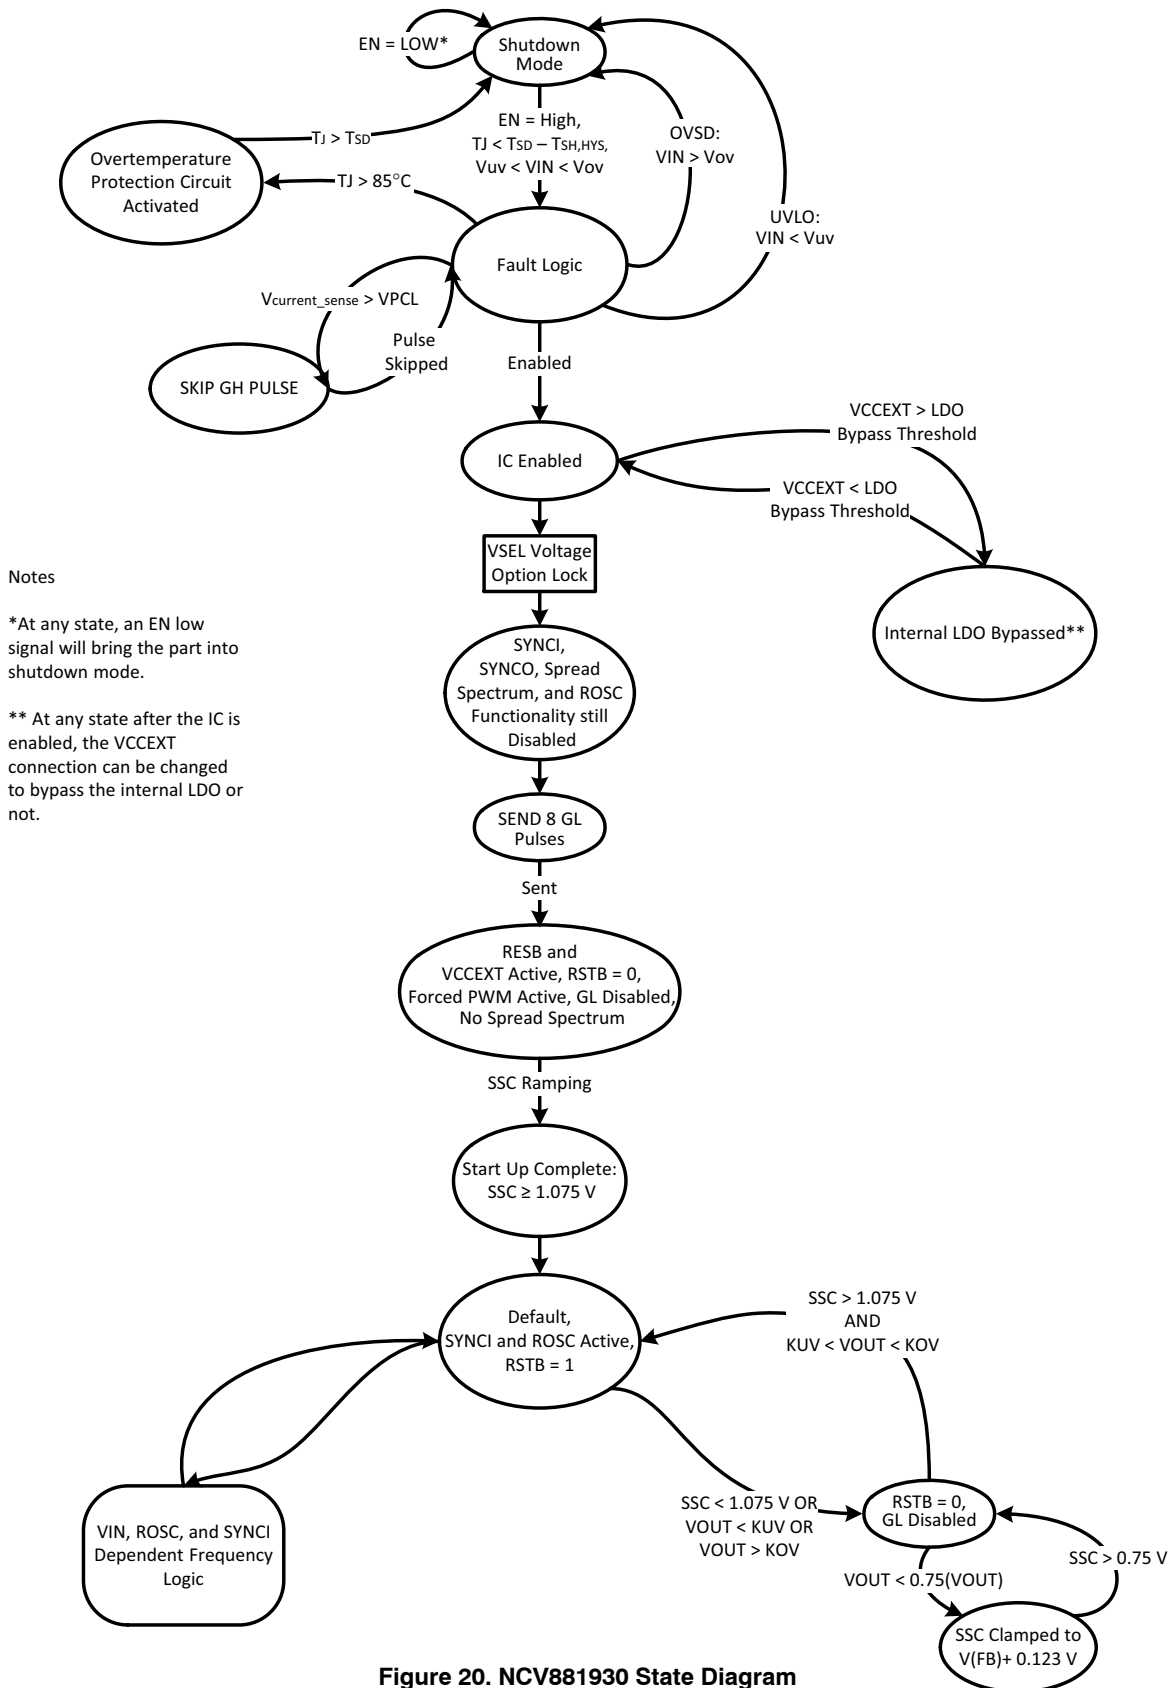 EN = LOW*
Shutdown
Mode
TJ > TSD
EN = High,
TJ < TSD – TSH,HYS,
Vuv < VIN < Vov
OVSD:
VIN > Vov
Overtemperature
Protection Circuit
Activated
TJ > 85°C
UVLO:
VIN < Vuv
Fault Logic
Vcurrent_sense > VPCL
Pulse
Skipped
SKIP GH PULSE
Enabled
IC Enabled
VCCEXT > LDO
Bypass Threshold
VCCEXT < LDO
Bypass Threshold
VSEL Voltage
Option Lock
Internal LDO Bypassed**
Notes
*At any state, an EN low
signal will bring the part into
shutdown mode.
** At any state after the IC is
enabled, the VCCEXT
connection can be changed
to bypass the internal LDO or
not.
SYNCI,
SYNCO, Spread
Spectrum, and ROSC
Functionality still
Disabled
SEND 8 GL
Pulses
Sent
RESB and
VCCEXT Active, RSTB = 0,
Forced PWM Active, GL Disabled,
No Spread Spectrum
SSC Ramping
Start Up Complete:
SSC ≥ 1.075 V
Default,
SYNCI and ROSC Active,
RSTB = 1
SSC > 1.075 V
AND
KUV < VOUT < KOV
VIN, ROSC, and SYNCI
Dependent Frequency
Logic
SSC < 1.075 V OR
VOUT < KUV OR
VOUT > KOV
RSTB = 0,
GL Disabled
VOUT < 0.75(VOUT)
SSC > 0.75 V
SSC Clamped to
V(FB)+ 0.123 V
Figure 20. NCV881930 State Diagram